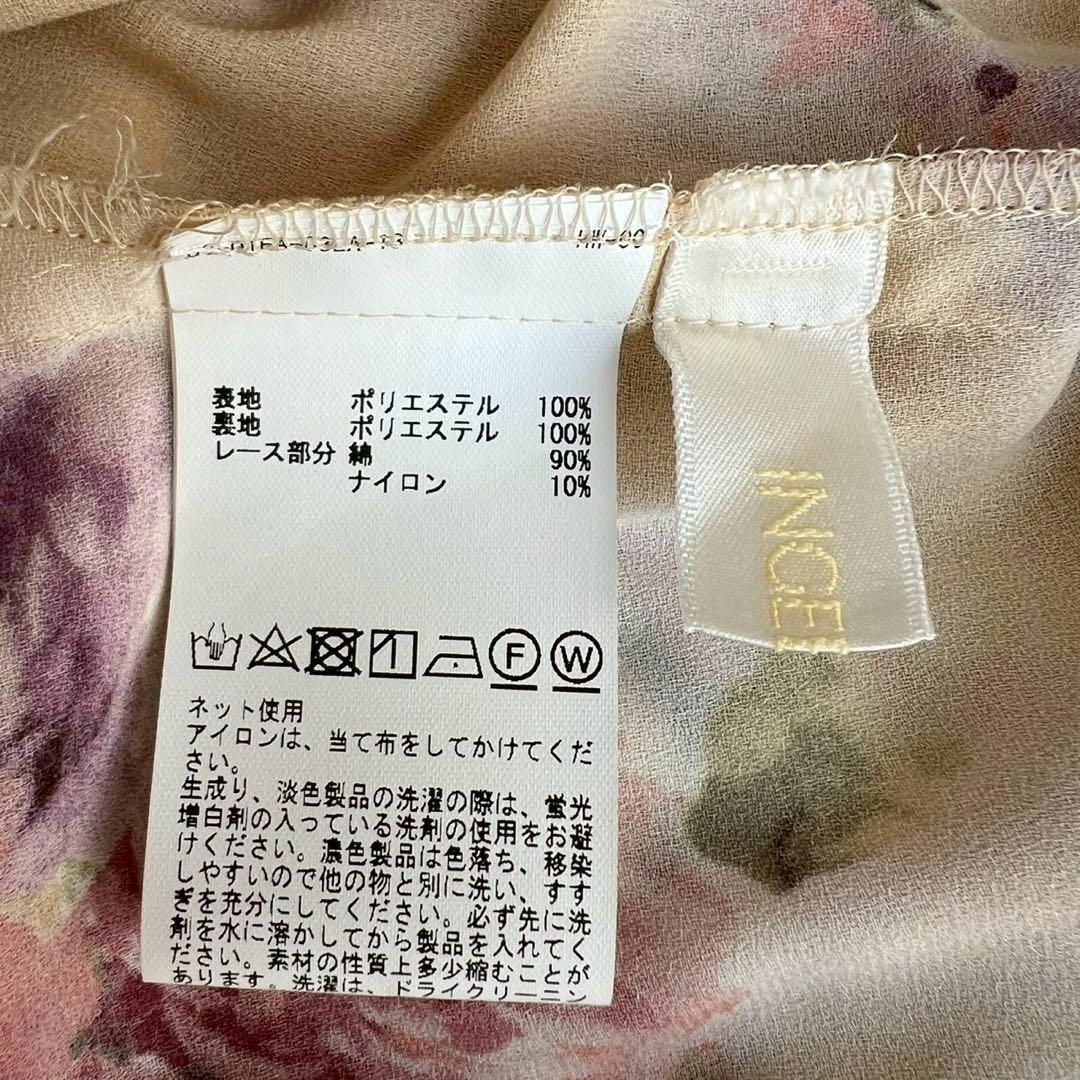 表地 ポリエステル 100%
裏地 ポリエステル 100%
レース部分 綿 90%
ナイロン 10%
F W
ネット使用
アイロンは、当て布をしてかけてくだ
さい。
生成り、淡色製品の洗濯の際は、蛍光
増白剤の入っている洗剤の使用をお避
けください。濃色製品は色落ち、移染
しやすいので他の物と別に洗い、すす
ぎを充分にしてください。必ず先に洗
剤を水に溶かしてから製品を入れてく
ださい。素材の性質上多少縮むことが
あります。洗濯は、ドライクリーニン
INGE